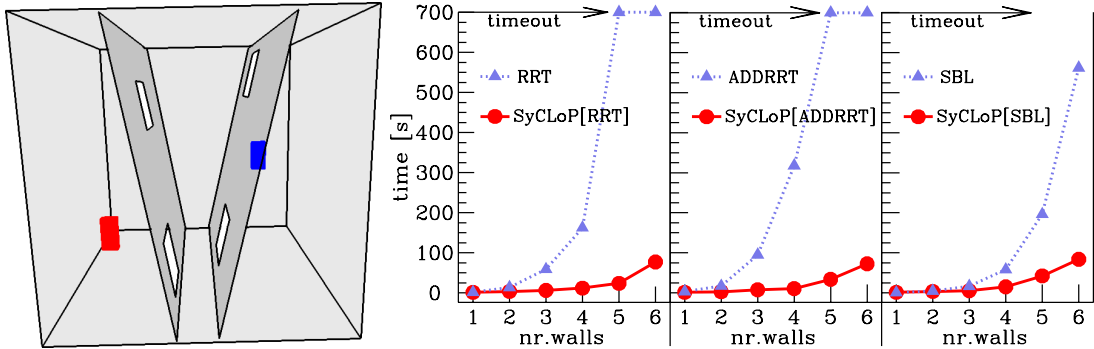 700
600
500
400
300
200
100
0
time [s]
timeout
RRT
SyCLoP[RRT]
1 2 3 4 5 6
nr.walls
timeout
ADDRRT
SyCLoP[ADDRRT]
1 2 3 4 5 6
nr.walls
timeout
SBL
SyCLoP[SBL]
1 2 3 4 5 6
nr.walls